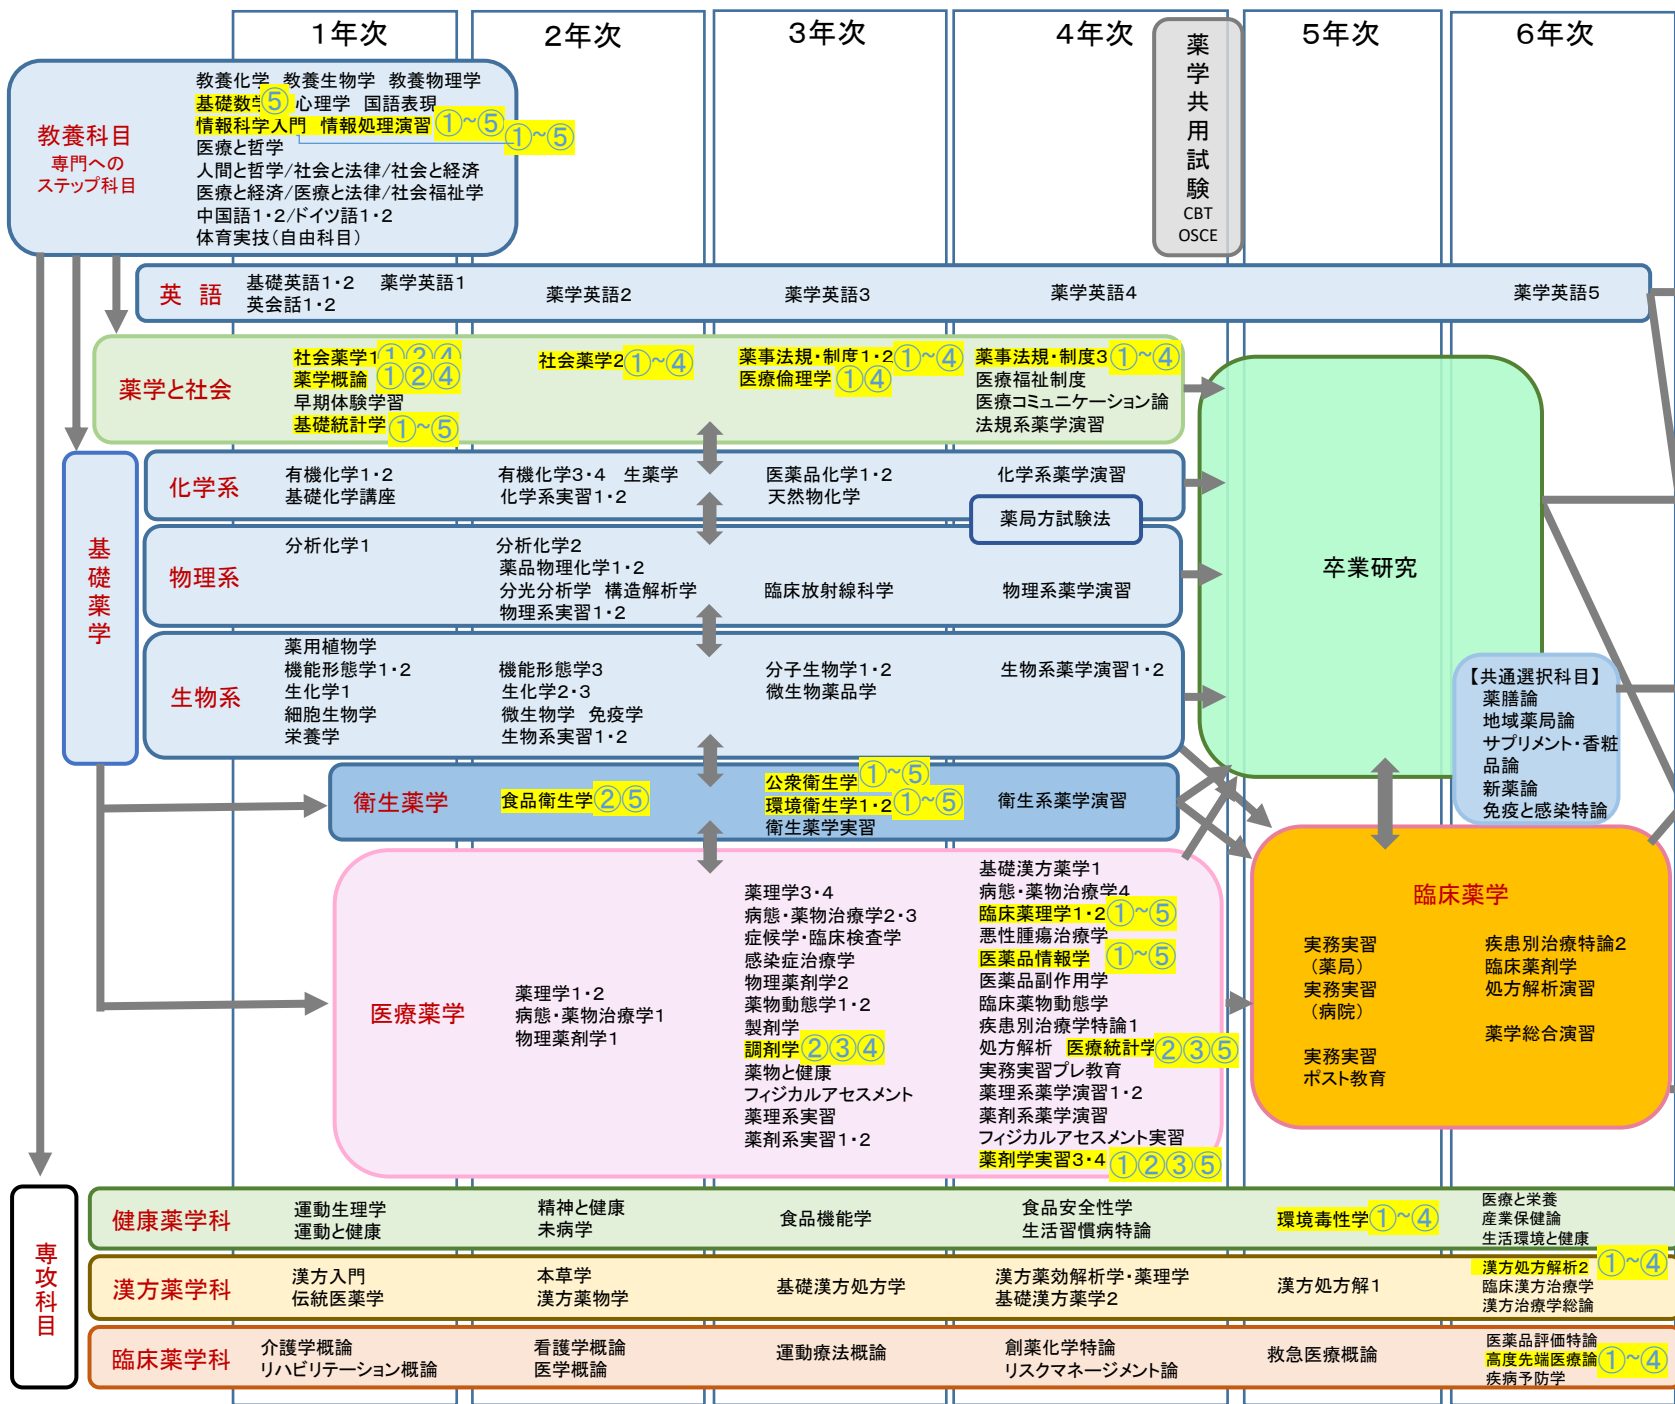 1年次
2年次
3年次
4年次
5年次
6年次
薬学共用試験
CBT
OSCE
教養科目
専門への
ステップ科目
教養化学 教養生物学 教養物理学
基礎数学⑤ 心理学 国語表現
情報科学入門 情報処理演習 ①~⑤
①~⑤
医療と哲学
人間と哲学/社会と法律/社会と経済
医療と経済/医療と法律/社会福祉学
中国語1・2/ドイツ語1・2
体育実技(自由科目)
英 語
基礎英語1・2 薬学英語1
英会話1・2
薬学英語2
薬学英語3
薬学英語4
薬学英語5
薬学と社会
社会薬学1①②④
薬学概論 ①②④
早期体験学習
基礎統計学 ①~⑤
社会薬学2①~④
薬事法規・制度1・2①~④
医療倫理学①④
薬事法規・制度3①~④
医療福祉制度
医療コミュニケーション論
法規系薬学演習
基礎薬学
化学系
有機化学1・2
基礎化学講座
有機化学3・4 生薬学
化学系実習1・2
医薬品化学1・2
天然物化学
化学系薬学演習
薬局方試験法
物理系
分析化学1
分析化学2
薬品物理化学1・2
分光分析学 構造解析学
物理系実習1・2
臨床放射線科学
物理系薬学演習
生物系
薬用植物学
機能形態学1・2
生化学1
細胞生物学
栄養学
機能形態学3
生化学2・3
微生物学 免疫学
生物系実習1・2
分子生物学1・2
微生物薬品学
生物系薬学演習1・2
卒業研究
【共通選択科目】
薬膳論
地域薬局論
サプリメント・香粧
品論
新薬論
免疫と感染特論
衛生薬学
食品衛生学②⑤
公衆衛生学①~⑤
環境衛生学1・2①~⑤
衛生薬学実習
衛生系薬学演習
医療薬学
薬理学1・2
病態・薬物治療学1
物理薬剤学1
薬理学3・4
病態・薬物治療学2・3
症候学・臨床検査学
感染症治療学
物理薬剤学2
薬物動態学1・2
製剤学
調剤学②③④
薬物と健康
フィジカルアセスメント
薬理系実習
薬剤系実習1・2
基礎漢方薬学1
病態・薬物治療学4
臨床薬理学1・2①~⑤
悪性腫瘍治療学
医薬品情報学 ①~⑤
医薬品副作用学
臨床薬物動態学
疾患別治療学特論1
処方解析 医療統計学②③⑤
実務実習プレ教育
薬理系薬学演習1・2
薬剤系薬学演習
フィジカルアセスメント実習
薬剤学実習3・4①②③⑤
臨床薬学
実務実習
(薬局)
実務実習
(病院)
実務実習
ポスト教育
疾患別治療特論2
臨床薬剤学
処方解析演習
薬学総合演習
専攻科目
健康薬学科
運動生理学
運動と健康
精神と健康
未病学
食品機能学
食品安全性学
生活習慣病特論
環境毒性学①~④
医療と栄養
産業保健論
生活環境と健康
漢方薬学科
漢方入門
伝統医薬学
本草学
漢方薬物学
基礎漢方処方学
漢方薬効解析学・薬理学
基礎漢方薬学2
漢方処方解1
漢方処方解析2 ①~④
臨床漢方治療学
漢方治療学総論
臨床薬学科
介護学概論
リハビリテーション概論
看護学概論
医学概論
運動療法概論
創薬化学特論
リスクマネージメント論
救急医療概論
医薬品評価特論
高度先端医療論①~④
疾病予防学